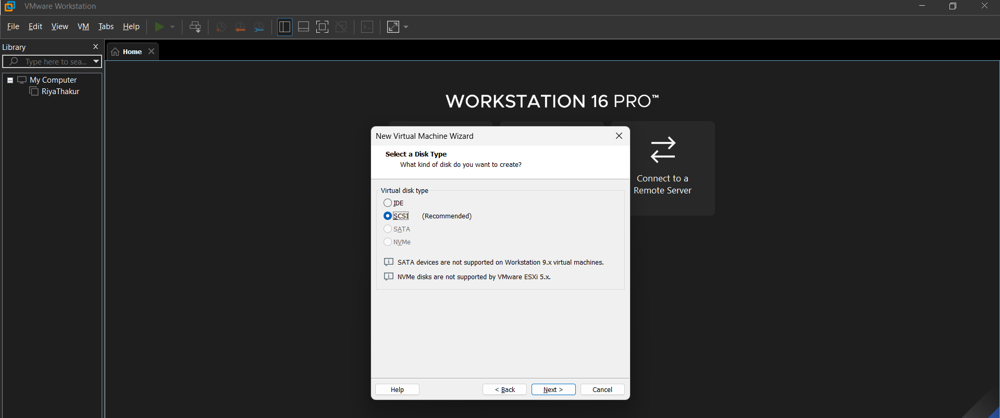 VMware Workstation
File Edit View VM Tabs Help
Library
Type here to sea...
My Computer
RiyaThakur
Home
WORKSTATION 16 PRO™
New Virtual Machine Wizard
Select a Disk Type
What kind of disk do you want to create?
Virtual disk type
IDE
SCSI (Recommended)
SATA
NVMe
SATA devices are not supported on Workstation 9.x virtual machines.
NVMe disks are not supported by VMware ESXi 5.x.
Help < Back Next > Cancel
Connect to a
Remote Server